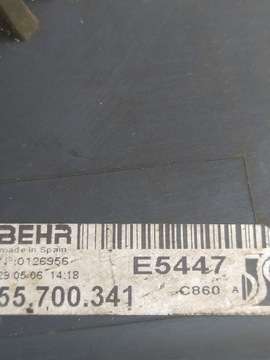 BEHR
made in Spain
0126956
29 05 06 14:18
E5447
55.700.341
C860 A